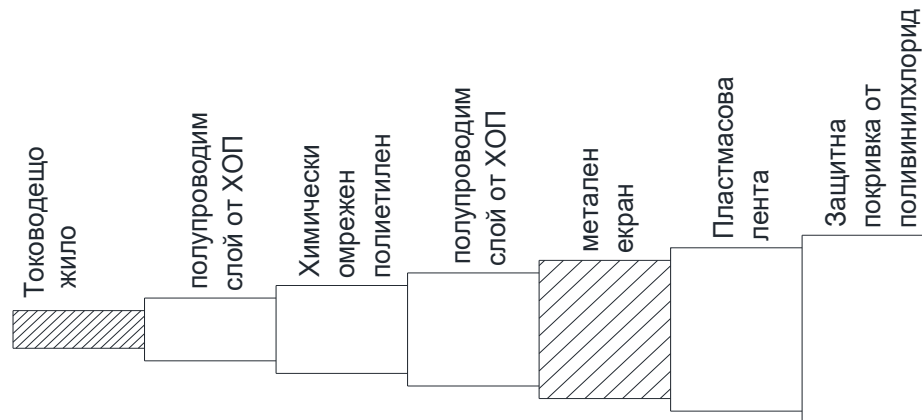 Тоководещо
жило
полупроводим
слой от ХОП
Химически
омрежен
полиетилен
полупроводим
слой от ХОП
метален
екран
Пластмасова
лента
Защитна
покривка от
поливинилхлорид